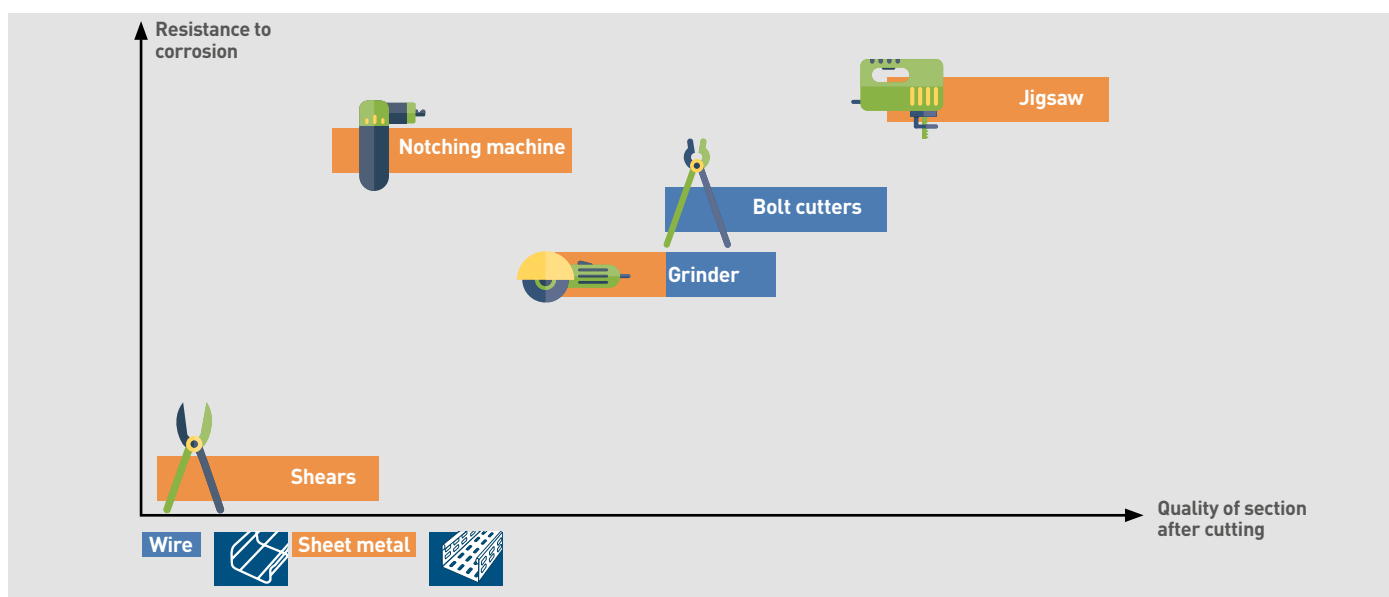 Resistance to
corrosion
Jigsaw
Notching machine
Bolt cutters
Grinder
Shears
Quality of section
after cutting
Wire
Sheet metal